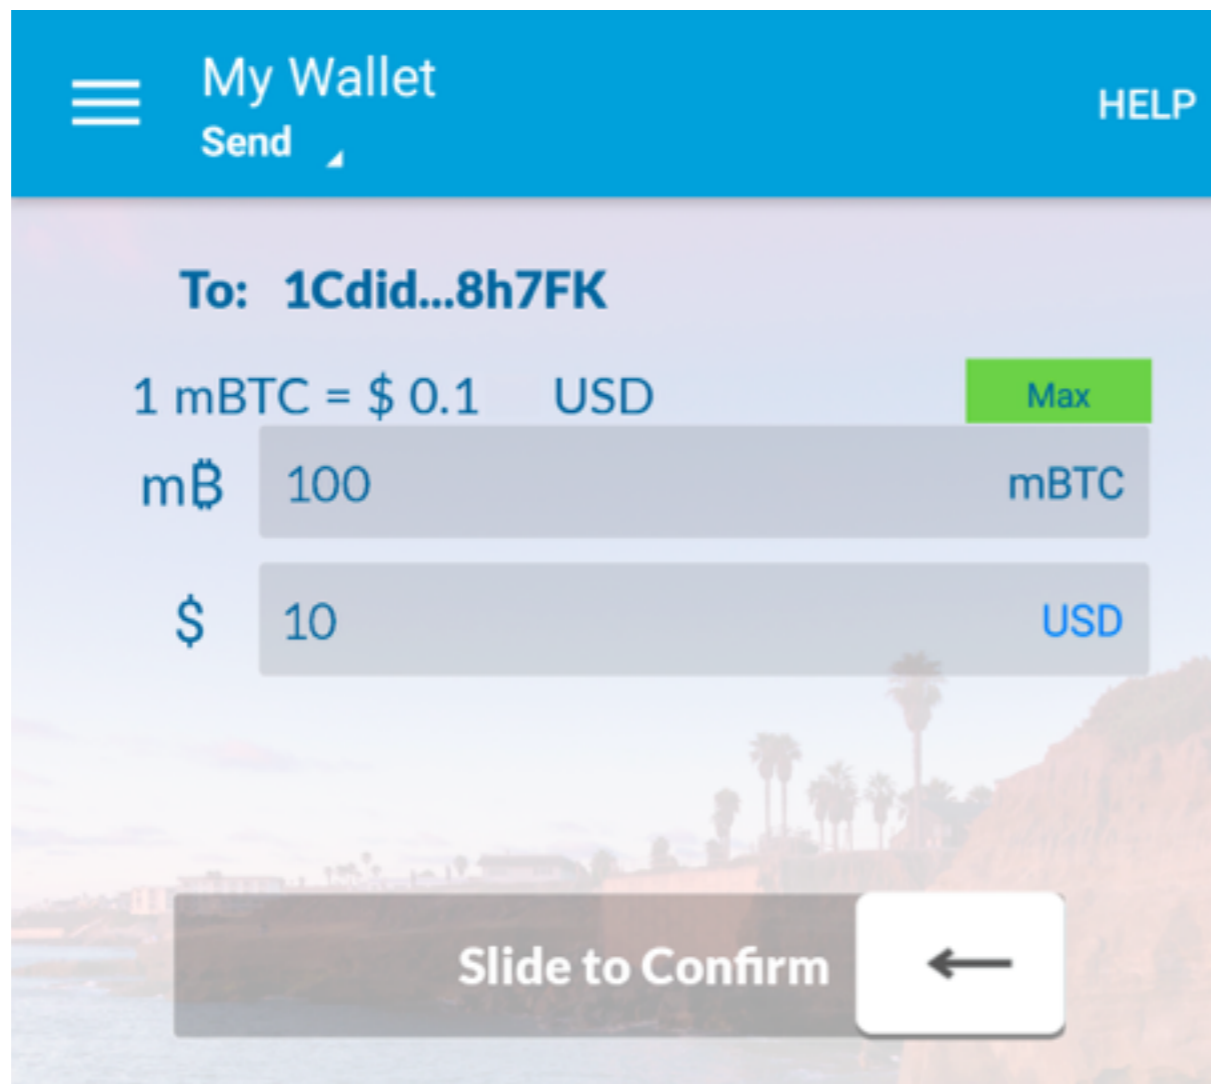 My Wallet
Send
HELP
To: 1Cdid...8h7FK
1 mBTC = $ 0.1 USD
Max
m₿ 100 mBTC
$ 10 USD
Slide to Confirm